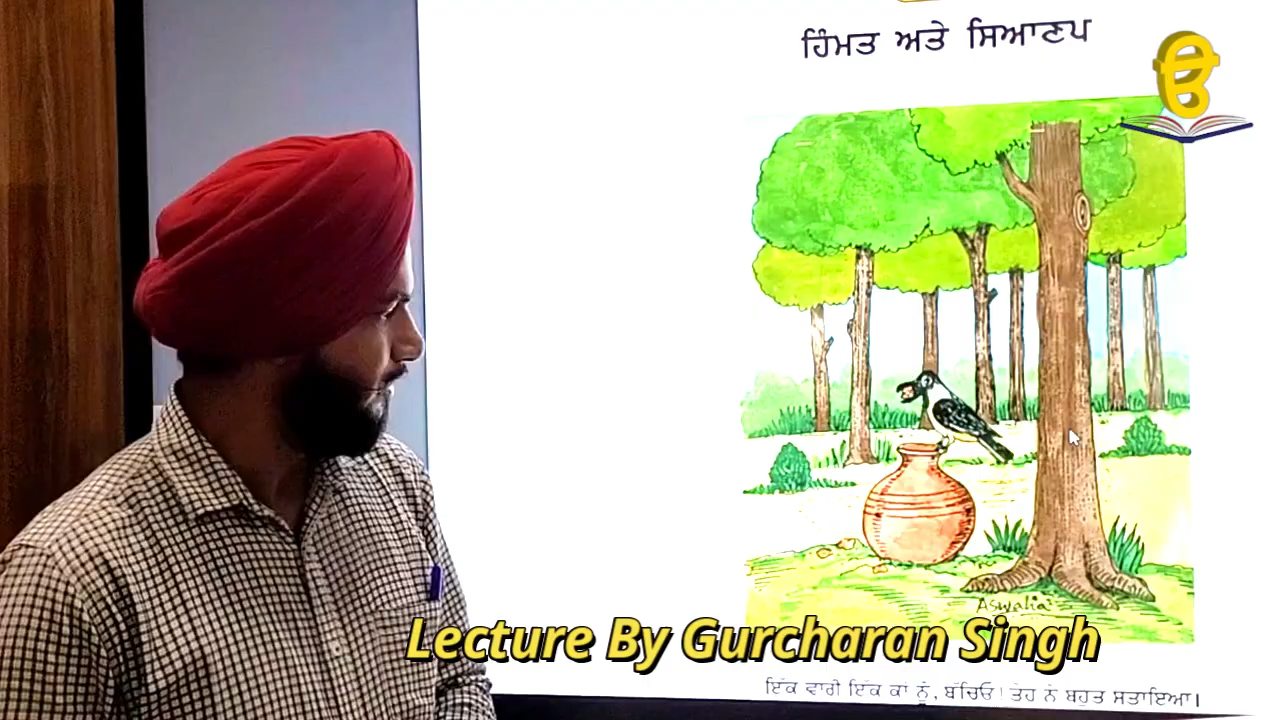 ਹਿੰਮਤ ਅਤੇ ਸਿਆਣਪ
ੳ
Aswalia
Lecture By Gurcharan Singh
ਇੱਕ ਵਾਰੀ ਇੱਕ ਕਾਂ ਨੂੰ, ਬੱਚਿਓ! ਤੇਹ ਨੇ ਬਹੁਤ ਸਤਾਇਆ।